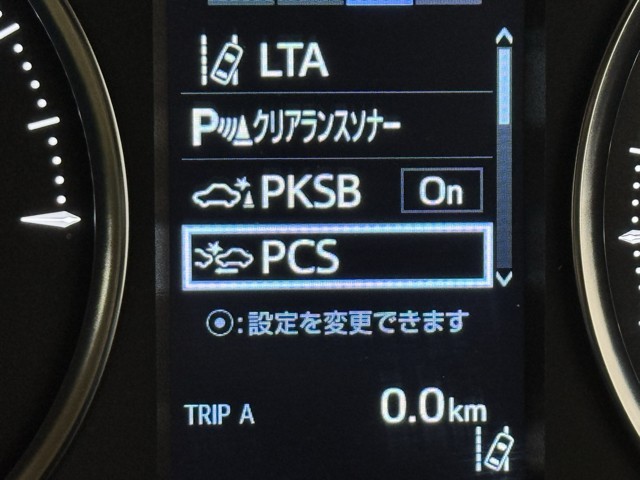 LTA
Pクリアランスソナー
PKSB On
PCS
◉:設定を変更できます
TRIP A 0.0km